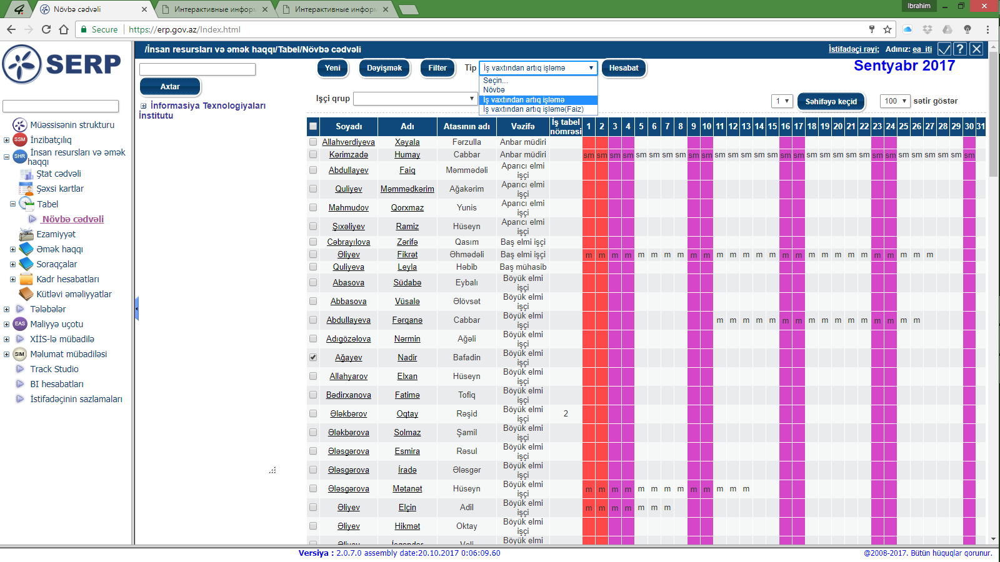 Ibrahim
Növbə cədvəli
Интерактивные инфор
Интерактивные инфор
Secure
https://erp.gov.az/Index.html
SERP
/İnsan resursları və əmək haqqı/Tabel/Növbə cədvəli
İstifadəçi rəyi; Adınız: ea_iti
Axtar
Yeni
Dəyişmək
Filter
Tip
İş vaxtından artıq işləmə
Hesabat
Sentyabr 2017
Seçin...
Növbə
İş vaxtından artıq işləmə
İş vaxtından artıq işləmə(Faiz)
İşçi qrup
1
Səhifəyə keçid
100
sətir göstər
İnformasiya Texnologiyaları
İnstitutu
Müəssisənin strukturu
SSM İnzibatçılıq
SHR İnsan resursları və əmək
haqqı
Ştat cədvəli
Şəxsi kartlar
Tabel
Növbə cədvəli
Ezamiyyət
Əmək haqqı
Soraqçalar
Kadr hesabatları
Kütləvi əməliyyatlar
Tələbələr
EAS Maliyyə uçotu
XİİS-lə mübadilə
SIM Məlumat mübadiləsi
Track Studio
BI hesabatları
İstifadəçinin sazlamaları
Soyadı Adı Atasının adı Vəzifə İş tabel nömrəsi 1 2 3 4 5 6 7 8 9 10 11 12 13 14 15 16 17 18 19 20 21 22 23 24 25 26 27 28 29 30 31
Allahverdiyeva Xəyala Fərzulla Anbar müdiri
Kərimzadə Humay Cabbar Anbar müdiri sm sm sm sm sm sm sm sm sm sm sm sm sm sm sm sm sm sm sm sm sm sm sm sm sm sm sm sm sm sm
Abdullayev Faiq Məmmədəli Aparıcı elmi işçi
Quliyev Məmmədkərim Ağakərim Aparıcı elmi işçi
Mahmudov Qorxmaz Yunis Aparıcı elmi işçi
Şıxəliyev Ramiz Hüseyn Aparıcı elmi işçi
Cəbrayılova Zərifə Qasım Baş elmi işçi
Əliyev Fikrət Əhmədəli Baş elmi işçi m m m m m m m m m m m m m m m m m m m m m m m m m m m
Quliyeva Leyla Həbib Baş mühasib
Abasova Südabə Eybalı Böyük elmi işçi
Abbasova Vüsalə Əlövsət Böyük elmi işçi
Abdullayeva Fərqanə Cabbar Böyük elmi işçi m m m m m m m m m m m m m m m m
Adıgözəlova Nərmin Ağəli Böyük elmi işçi
Ağayev Nadir Bafadin Böyük elmi işçi
Allahyarov Elxan Hüseyn Böyük elmi işçi
Bədirxanova Fatimə Tofiq Böyük elmi işçi
Ələkbərov Oqtay Rəşid Böyük elmi işçi 2
Ələkbərova Solmaz Şamil Böyük elmi işçi
Ələsgərova Esmira Rəsul Böyük elmi işçi
Ələsgərova İradə Ələsgər Böyük elmi işçi
Ələsgərova Mətanət Hüseyn Böyük elmi işçi m m m m m m m m m m m m m
Əliyev Elçin Adil Böyük elmi işçi m m m m m m m
Əliyev Hikmət Oktay Böyük elmi işçi
Əliyev İsgəndər Vəli Böyük elmi
Versiya : 2.0.7.0 assembly date:20.10.2017 0:06:09.60
@2008-2017. Bütün hüquqlar qorunur.